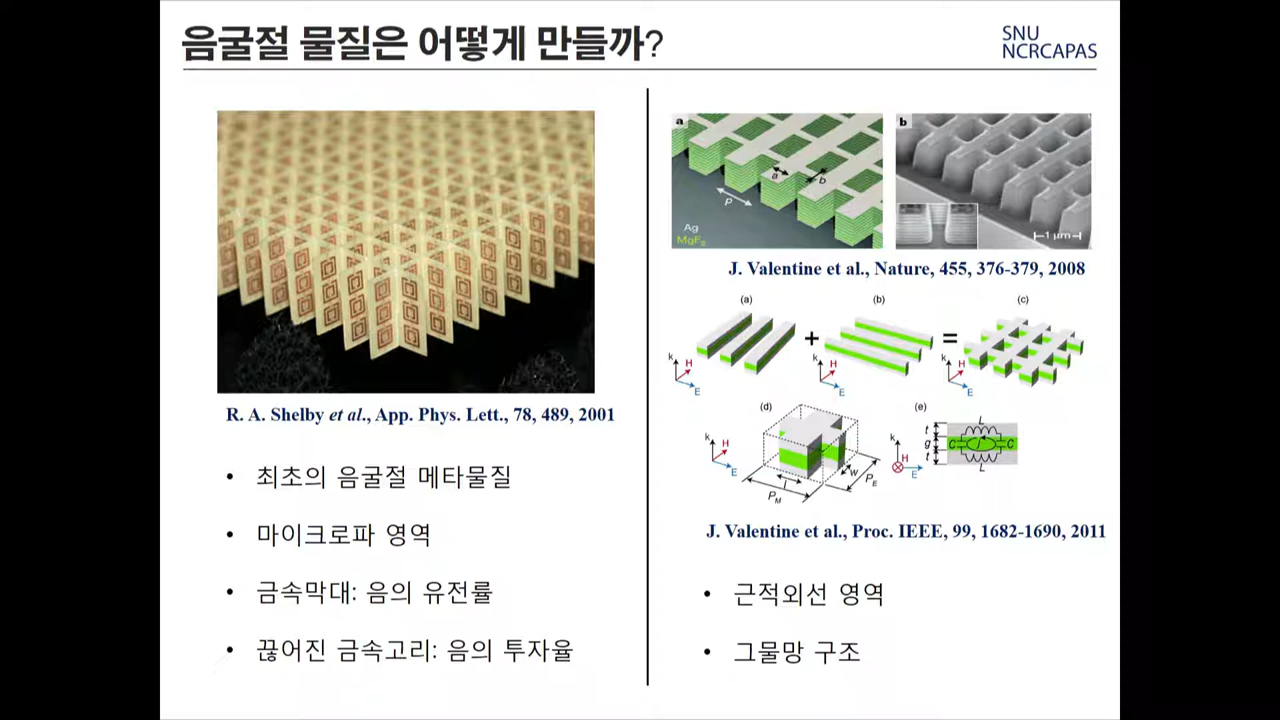 음굴절 물질은 어떻게 만들까?
SNU
NCRCAPAS
R. A. Shelby et al., App. Phys. Lett., 78, 489, 2001
• 최초의 음굴절 메타물질
• 마이크로파 영역
• 금속막대: 음의 유전률
• 끊어진 금속고리: 음의 투자율
a
a
b
P
Ag
MgF₂
b
1 μm
J. Valentine et al., Nature, 455, 376-379, 2008
(a)
(b)
(c)
+
=
k
H
E
k
H
E
k
H
E
(d)
k
H
E
l
w
P_M
P_E
(e)
k
H
E
t
g
t
L
C
I
C
L
J. Valentine et al., Proc. IEEE, 99, 1682-1690, 2011
• 근적외선 영역
• 그물망 구조